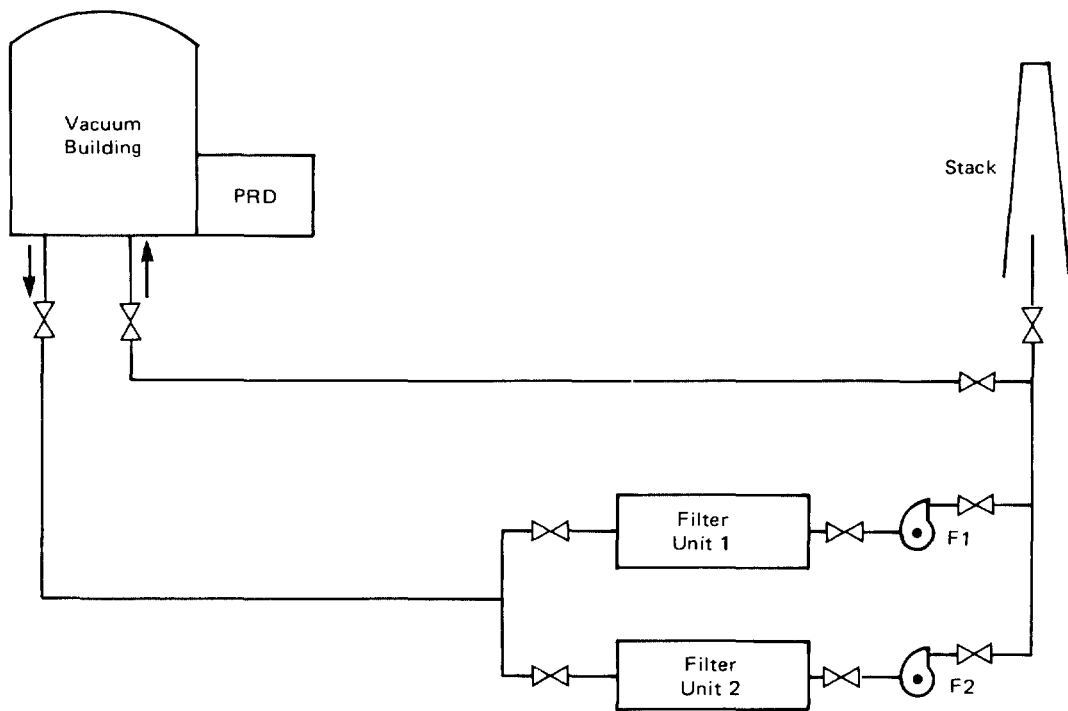 Vacuum
Building
PRD
Stack
Filter
Unit 1
F1
Filter
Unit 2
F2